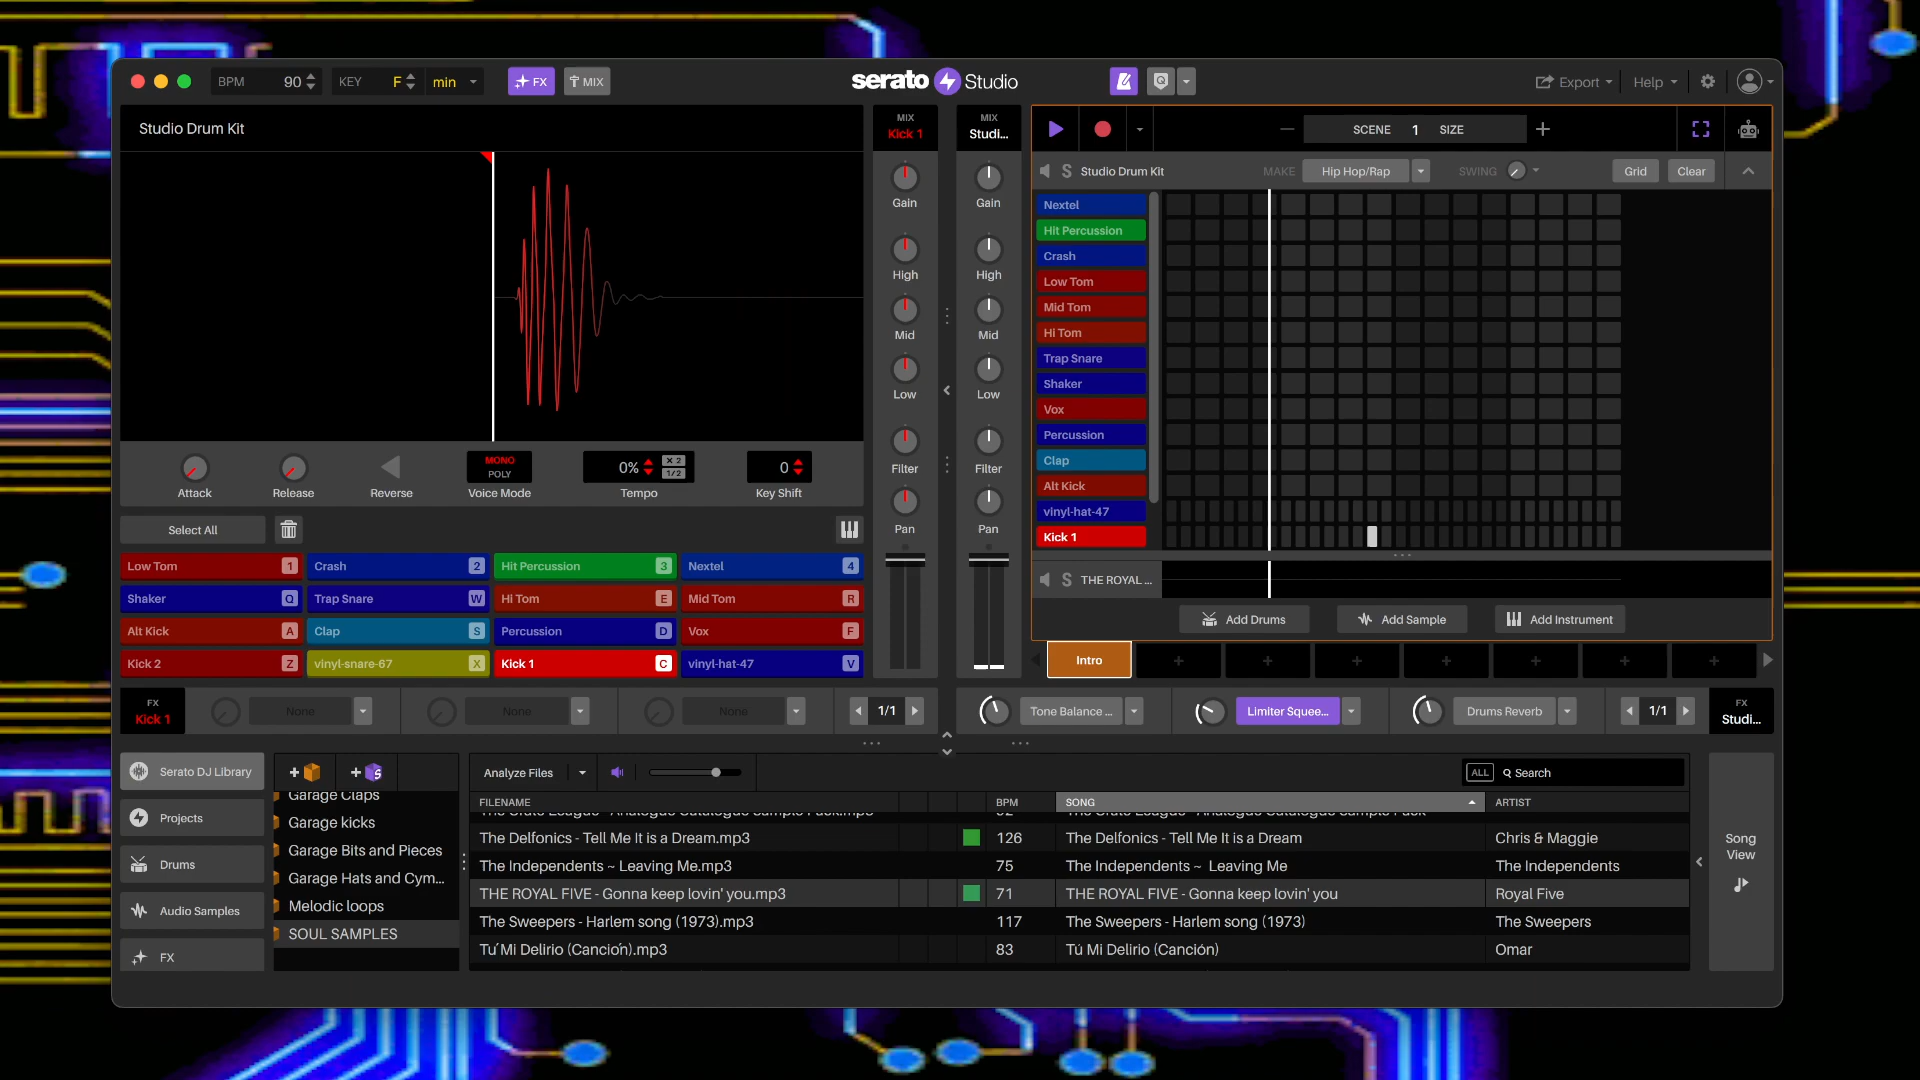 BPM 90 KEY F min FX MIX serato Studio Q Export Help
Studio Drum Kit
MIX
Kick 1
Gain
High
Mid
Low
Filter
Pan
MIX
Studi...
Gain
High
Mid
Low
Filter
Pan
SCENE 1 SIZE
S Studio Drum Kit MAKE Hip Hop/Rap SWING Grid Clear
Nextel
Hit Percussion
Crash
Low Tom
Mid Tom
Hi Tom
Trap Snare
Shaker
Vox
Percussion
Clap
Alt Kick
vinyl-hat-47
Kick 1
S THE ROYAL ...
Add Drums Add Sample Add Instrument
Intro
MONO
POLY
0% X 2
1/2
0
Attack Release Reverse Voice Mode Tempo Key Shift
Select All
Low Tom 1 Crash 2 Hit Percussion 3 Nextel 4
Shaker Q Trap Snare W Hi Tom E Mid Tom R
Alt Kick A Clap S Percussion D Vox F
Kick 2 Z vinyl-snare-67 X Kick 1 C vinyl-hat-47 V
FX
Kick 1
None None None 1/1
Tone Balance ... Limiter Squee... Drums Reverb 1/1
FX
Studi...
Serato DJ Library
Projects
Drums
Audio Samples
FX
S
Garage Claps
Garage kicks
Garage Bits and Pieces
Garage Hats and Cym...
Melodic loops
SOUL SAMPLES
Analyze Files ALL Search
FILENAME BPM SONG ARTIST
The Delfonics - Tell Me It is a Dream.mp3 126 The Delfonics - Tell Me It is a Dream Chris & Maggie
The Independents ~ Leaving Me.mp3 75 The Independents ~ Leaving Me The Independents
THE ROYAL FIVE - Gonna keep lovin' you.mp3 71 THE ROYAL FIVE - Gonna keep lovin' you Royal Five
The Sweepers - Harlem song (1973).mp3 117 The Sweepers - Harlem song (1973) The Sweepers
Tú Mi Delirio (Canción).mp3 83 Tú Mi Delirio (Canción) Omar
Song
View